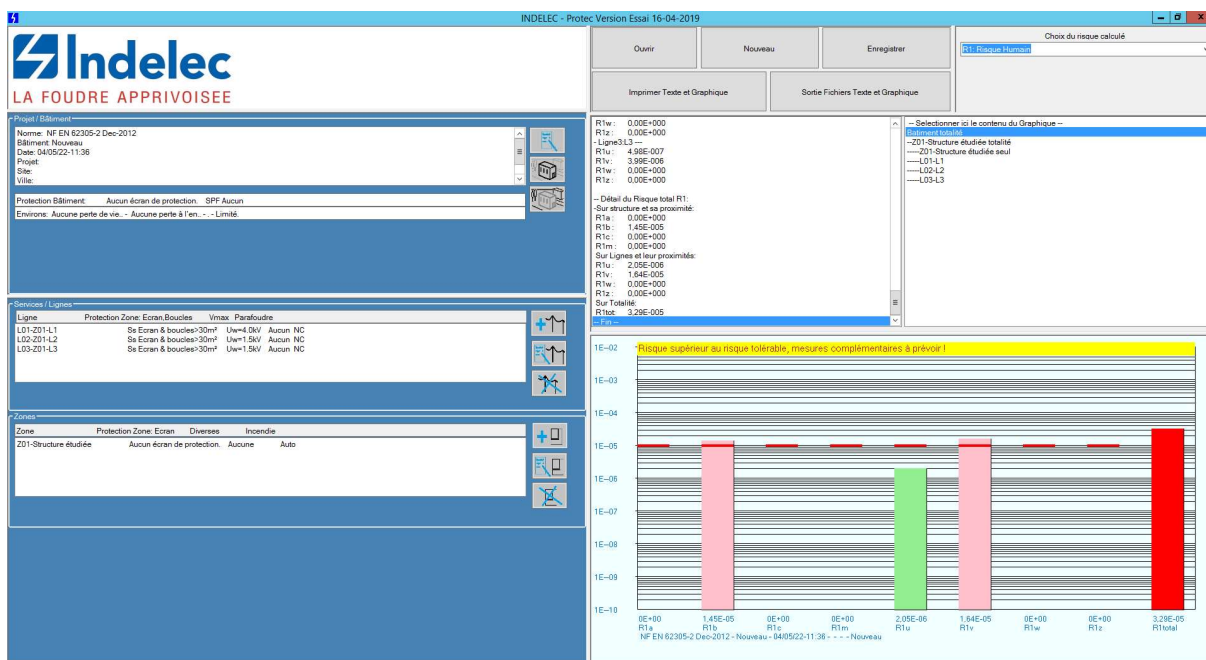 INDELEC - Protec Version Essai 16-04-2019
Indelec
LA FOUDRE APPRIVOISEE
Ouvrir
Nouveau
Enregistrer
Imprimer Texte et Graphique
Sortie Fichiers Texte et Graphique
Choix du risque calculé
R1: Risque Humain
Projet / Bâtiment
Norme: NF EN 62305-2 Dec-2012
Bâtiment: Nouveau
Date: 04/05/22-11:36
Projet:
Site:
Ville:
Protection Bâtiment: Aucun écran de protection. SPF Aucun
Environs: Aucune perte de vie.. - Aucune perte à l'en.. - . - Limité.
Services / Lignes
Ligne Protection Zone: Ecran,Boucles Vmax Parafoudre
L01-Z01-L1 Ss Ecran & boucles>30m² Uw=4.0kV Aucun NC
L02-Z01-L2 Ss Ecran & boucles>30m² Uw=1.5kV Aucun NC
L03-Z01-L3 Ss Ecran & boucles>30m² Uw=1.5kV Aucun NC
Zones
Zone Protection Zone: Ecran Diverses Incendie
Z01-Structure étudiée Aucun écran de protection. Aucune Auto
R1w : 0,00E+000
R1z : 0,00E+000
- Ligne3:L3 ---
R1u : 4,98E-007
R1v : 3,99E-006
R1w : 0,00E+000
R1z : 0,00E+000
-- Détail du Risque total R1:
-Sur structure et sa proximité:
R1a : 0,00E+000
R1b : 1,45E-005
R1c : 0,00E+000
R1m : 0,00E+000
Sur Lignes et leur proximités:
R1u : 2,05E-006
R1v : 1,64E-005
R1w : 0,00E+000
R1z : 0,00E+000
Sur Totalité:
R1tot: 3,29E-005
-- Fin --
-- Selectionner ici le contenu du Graphique --
Batiment totalité
--Z01-Structure étudiée totalité
----Z01-Structure étudiée seul
-----L01-L1
-----L02-L2
-----L03-L3
Risque supérieur au risque tolérable, mesures complémentaires à prévoir !
1E-02
1E-03
1E-04
1E-05
1E-06
1E-07
1E-08
1E-09
1E-10
0E+00 1,45E-05 0E+00 0E+00 2,05E-06 1,64E-05 0E+00 0E+00 3,29E-05
R1a R1b R1c R1m R1u R1v R1w R1z R1total
NF EN 62305-2 Dec-2012 - Nouveau - 04/05/22-11:36 - - - - Nouveau